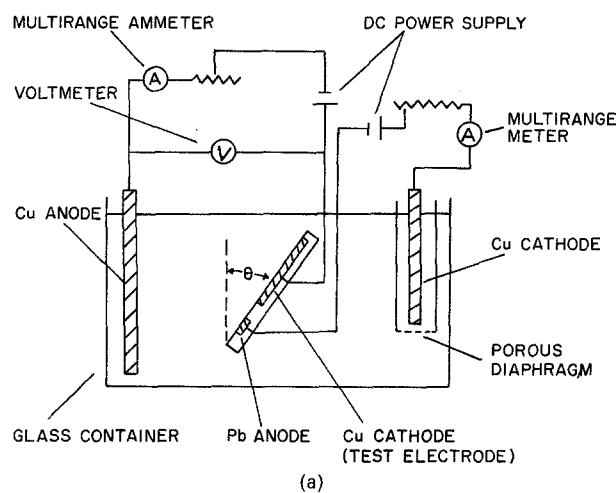 MULTIRANGE AMMETER
DC POWER SUPPLY
A
VOLTMETER
A
MULTIRANGE
METER
V
Cu ANODE
Cu CATHODE
θ
POROUS
DIAPHRAGM
GLASS CONTAINER
Pb ANODE
Cu CATHODE
(TEST ELECTRODE)
(a)